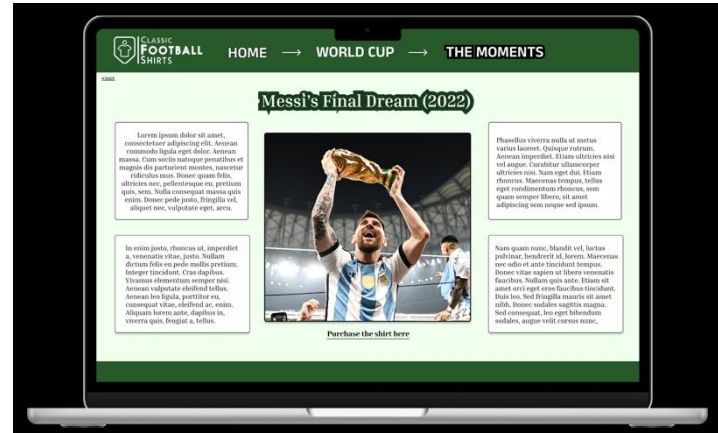 CLASSIC
FOOTBALL
SHIRTS
HOME → WORLD CUP → THE MOMENTS
< back
Messi's Final Dream (2022)
Lorem ipsum dolor sit amet,
consectetuer adipiscing elit. Aenean
commodo ligula eget dolor. Aenean
massa. Cum sociis natoque penatibus et
magnis dis parturient montes, nascetur
ridiculus mus. Donec quam felis,
ultricies nec, pellentesque eu, pretium
quis, sem. Nulla consequat massa quis
enim. Donec pede justo, fringilla vel,
aliquet nec, vulputate eget, arcu.
In enim justo, rhoncus ut, imperdiet
a, venenatis vitae, justo. Nullam
dictum felis eu pede mollis pretium.
Integer tincidunt. Cras dapibus.
Vivamus elementum semper nisi.
Aenean vulputate eleifend tellus.
Aenean leo ligula, porttitor eu,
consequat vitae, eleifend ac, enim.
Aliquam lorem ante, dapibus in,
viverra quis, feugiat a, tellus.
Purchase the shirt here
Phasellus viverra nulla ut metus
varius laoreet. Quisque rutrum.
Aenean imperdiet. Etiam ultricies nisi
vel augue. Curabitur ullamcorper
ultricies nisi. Nam eget dui. Etiam
rhoncus. Maecenas tempus, tellus
eget condimentum rhoncus, sem
quam semper libero, sit amet
adipiscing sem neque sed ipsum.
Nam quam nunc, blandit vel, luctus
pulvinar, hendrerit id, lorem. Maecenas
nec odio et ante tincidunt tempus.
Donec vitae sapien ut libero venenatis
faucibus. Nullam quis ante. Etiam sit
amet orci eget eros faucibus tincidunt.
Duis leo. Sed fringilla mauris sit amet
nibh. Donec sodales sagittis magna.
Sed consequat, leo eget bibendum
sodales, augue velit cursus nunc,